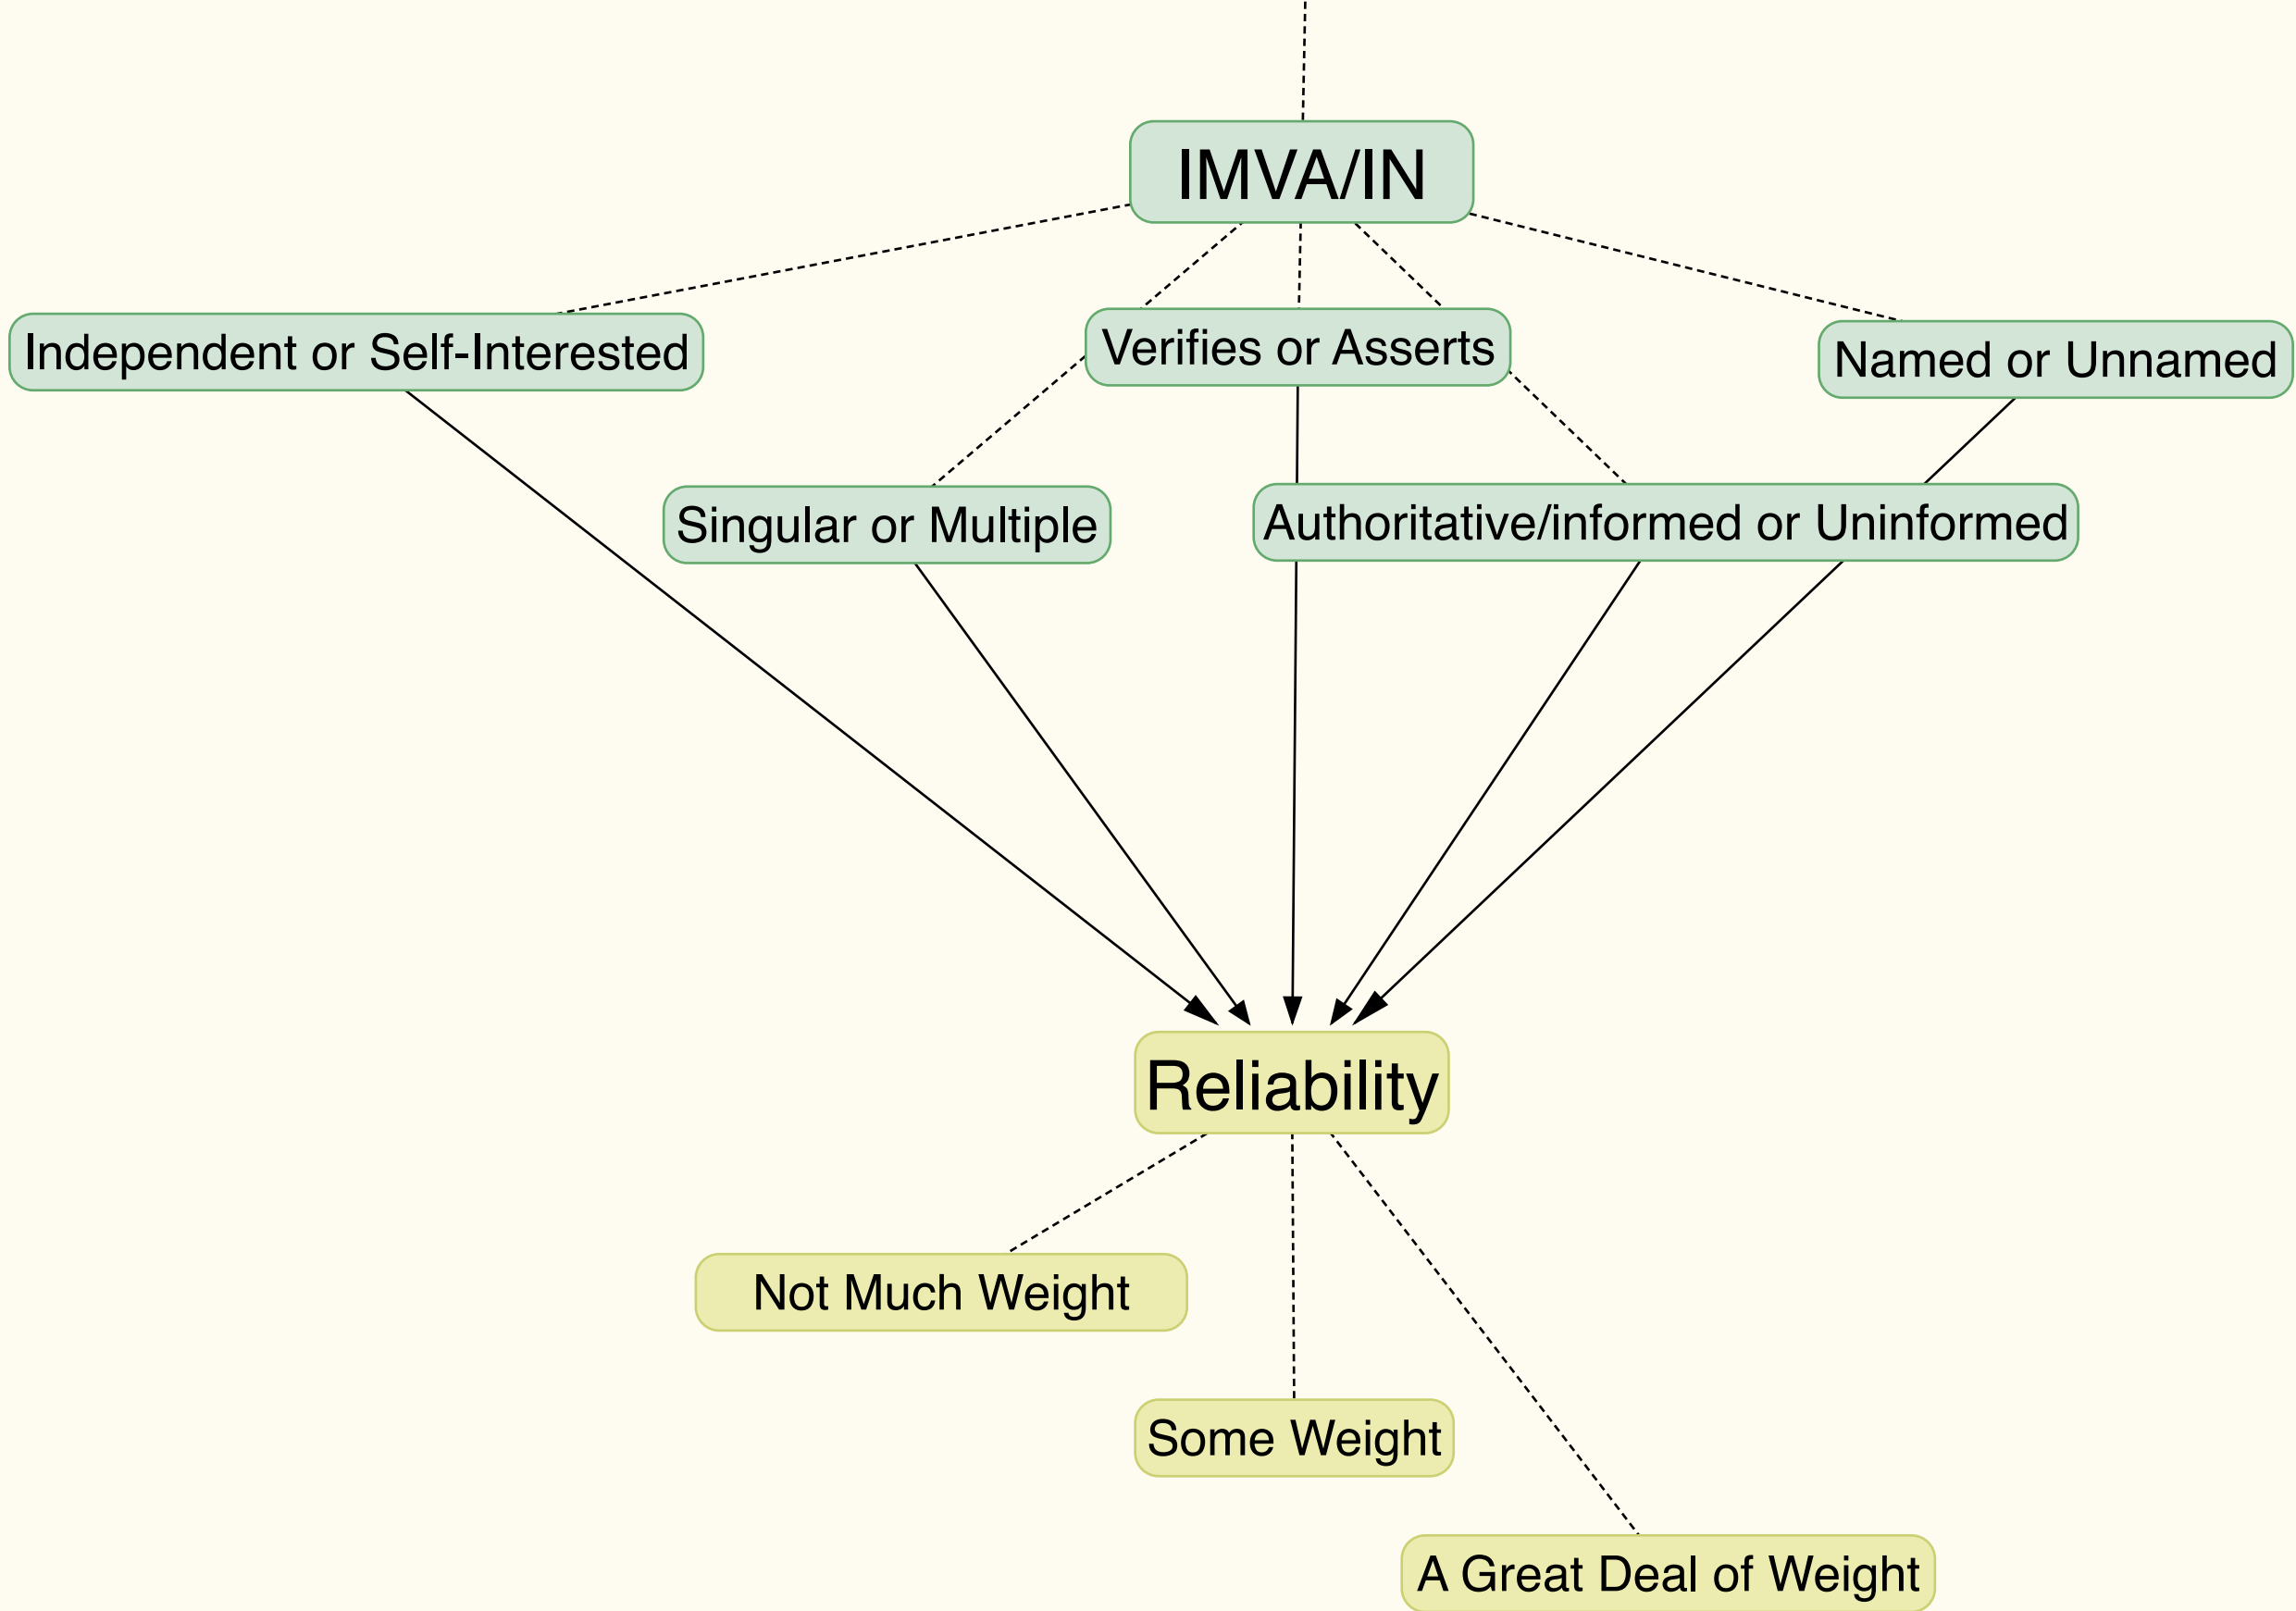 IMVA/IN
Independent or Self-Interested
Verifies or Asserts
Named or Unnamed
Singular or Multiple
Authoritative/informed or Uninformed
Reliability
Not Much Weight
Some Weight
A Great Deal of Weight